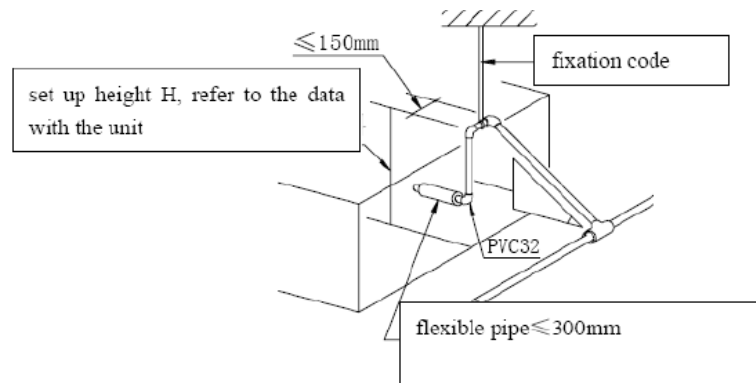 ≤150mm
fixation code
set up height H, refer to the data
with the unit
PVC32
flexible pipe≤300mm